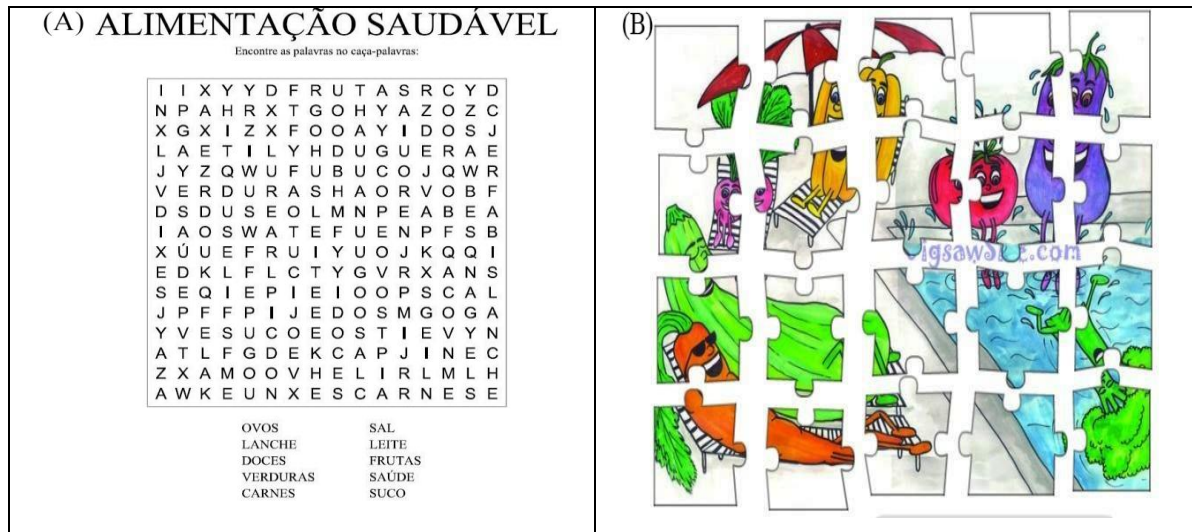 (A) ALIMENTAÇÃO SAUDÁVEL
Encontre as palavras no caça-palavras:
I I X Y Y D F R U T A S R C Y D
N P A H R X T G O H Y A Z O Z C
X G X I Z X F O O A Y I D O S J
L A E T I L Y H D U G U E R A E
J Y Z Q W U F U B U C O J Q W R
V E R D U R A S H A O R V O B F
D S D U S E O L M N P E A B E A
I A O S W A T E F U E N P F S B
X Ú U E F R U I Y U O J K Q Q I
E D K L F L C T Y G V R X A N S
S E Q I E P I E I O O P S C A L
J P F F P I J E D O S M G O G A
Y V E S U C O E O S T I E V Y N
A T L F G D E K C A P J I N E C
Z X A M O O V H E L I R L M L H
A W K E U N X E S C A R N E S E
OVOS SAL
LANCHE LEITE
DOCES FRUTAS
VERDURAS SAÚDE
CARNES SUCO
(B)